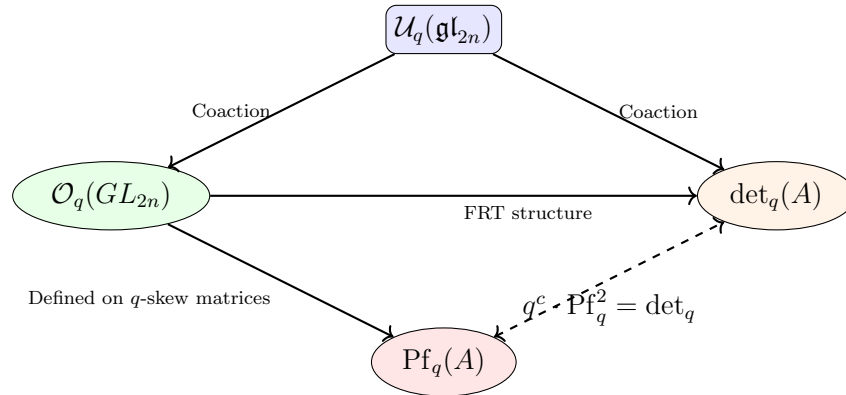 𝒰_q(𝔤𝔩_{2n})
Coaction
Coaction
𝒪_q(GL_{2n})
det_q(A)
FRT structure
Defined on q-skew matrices
q^c · Pf_q^2 = det_q
Pf_q(A)